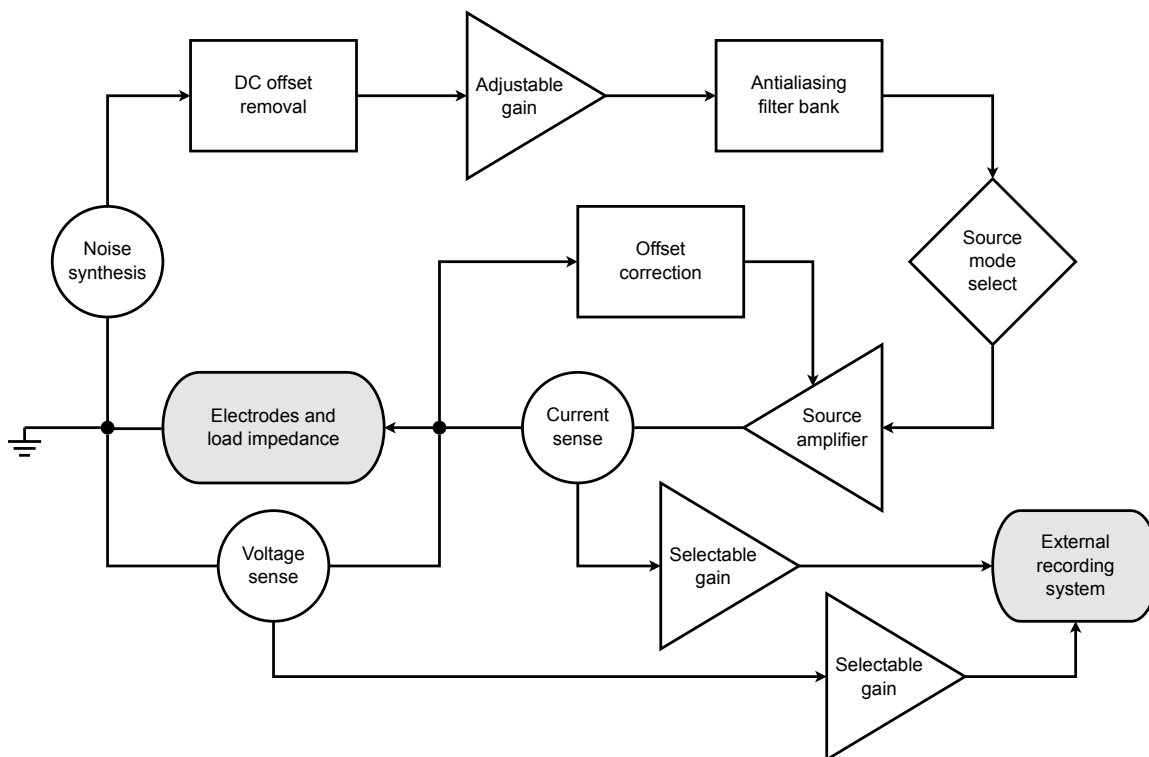 DC offset
removal
Adjustable
gain
Antialiasing
filter bank
Noise
synthesis
Offset
correction
Source
mode
select
Electrodes and
load impedance
Current
sense
Source
amplifier
Voltage
sense
Selectable
gain
External
recording
system
Selectable
gain